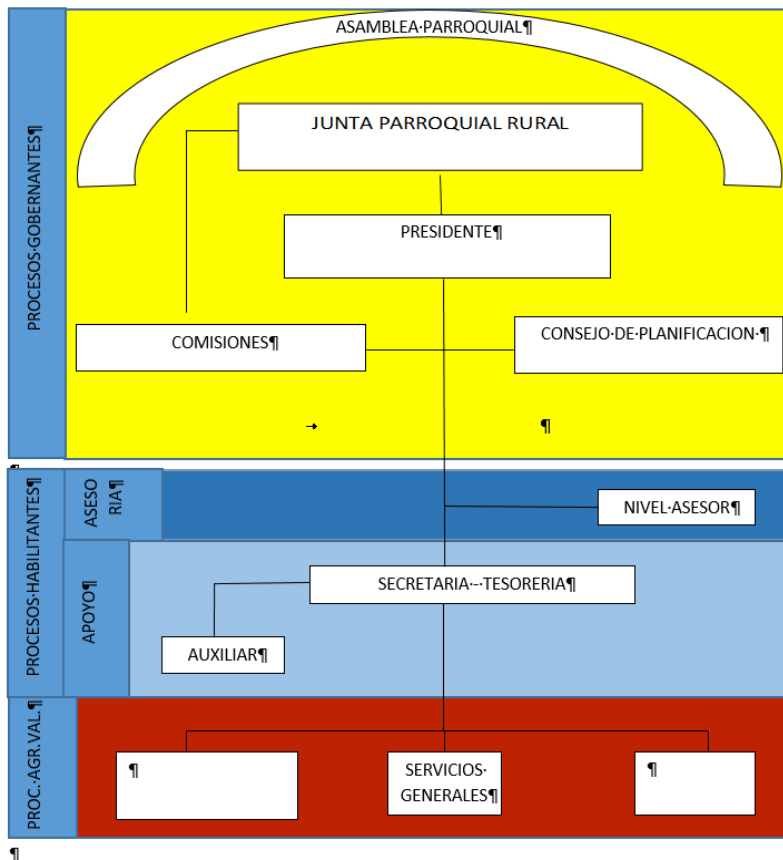 ASAMBLEA·PARROQUIAL¶
JUNTA PARROQUIAL RURAL
PRESIDENTE¶
COMISIONES¶
CONSEJO·DE·PLANIFICACION·¶
→ ¶
PROCESOS·GOBERNANTES¶
¶
PROCESOS·HABILITANTES¶
ASESO
RIA¶
NIVEL·ASESOR¶
APOYO¶
SECRETARIA·-·TESORERIA¶
AUXILIAR¶
PROC.·AGR.VAL.¶
¶
SERVICIOS·
GENERALES¶
¶
¶